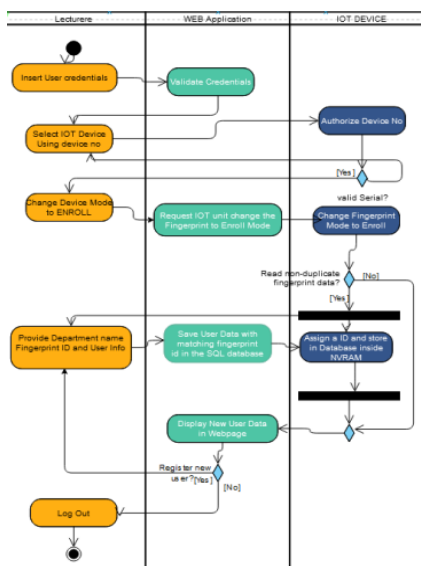 Lecturere
WEB Application
IOT DEVICE
Insert User credentials
Validate Credentials
Select IOT Device
Using device no
Authorize Device No
[Yes]
valid Serial?
Change Device Mode
to ENROLL
Request IOT unit change the
Fingerprint to Enroll Mode
Change Fingerprint
Mode to Enroll
Read non-duplicate
fingerprint data?
[No]
[Yes]
Provide Department name
Fingerprint ID and User Info
Save User Data with
matching fingerprint
id in the SQL database
Assign a ID and store
in Database inside
NVRAM
Display New User Data
in Webpage
Register new
user?
[Yes]
[No]
Log Out